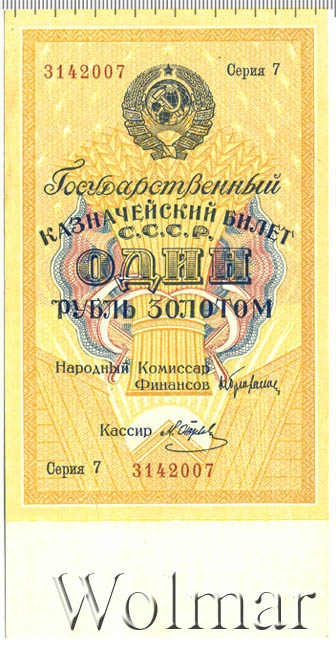 3142007 Серия 7
Государственный
КАЗНАЧЕЙСКИЙ БИЛЕТ
С.С.С.Р.
ОДИН
РУБЛЬ ЗОЛОТОМ
Народный Комиссар
Финансов
Кассир
Серия 7 3142007
Wolmar